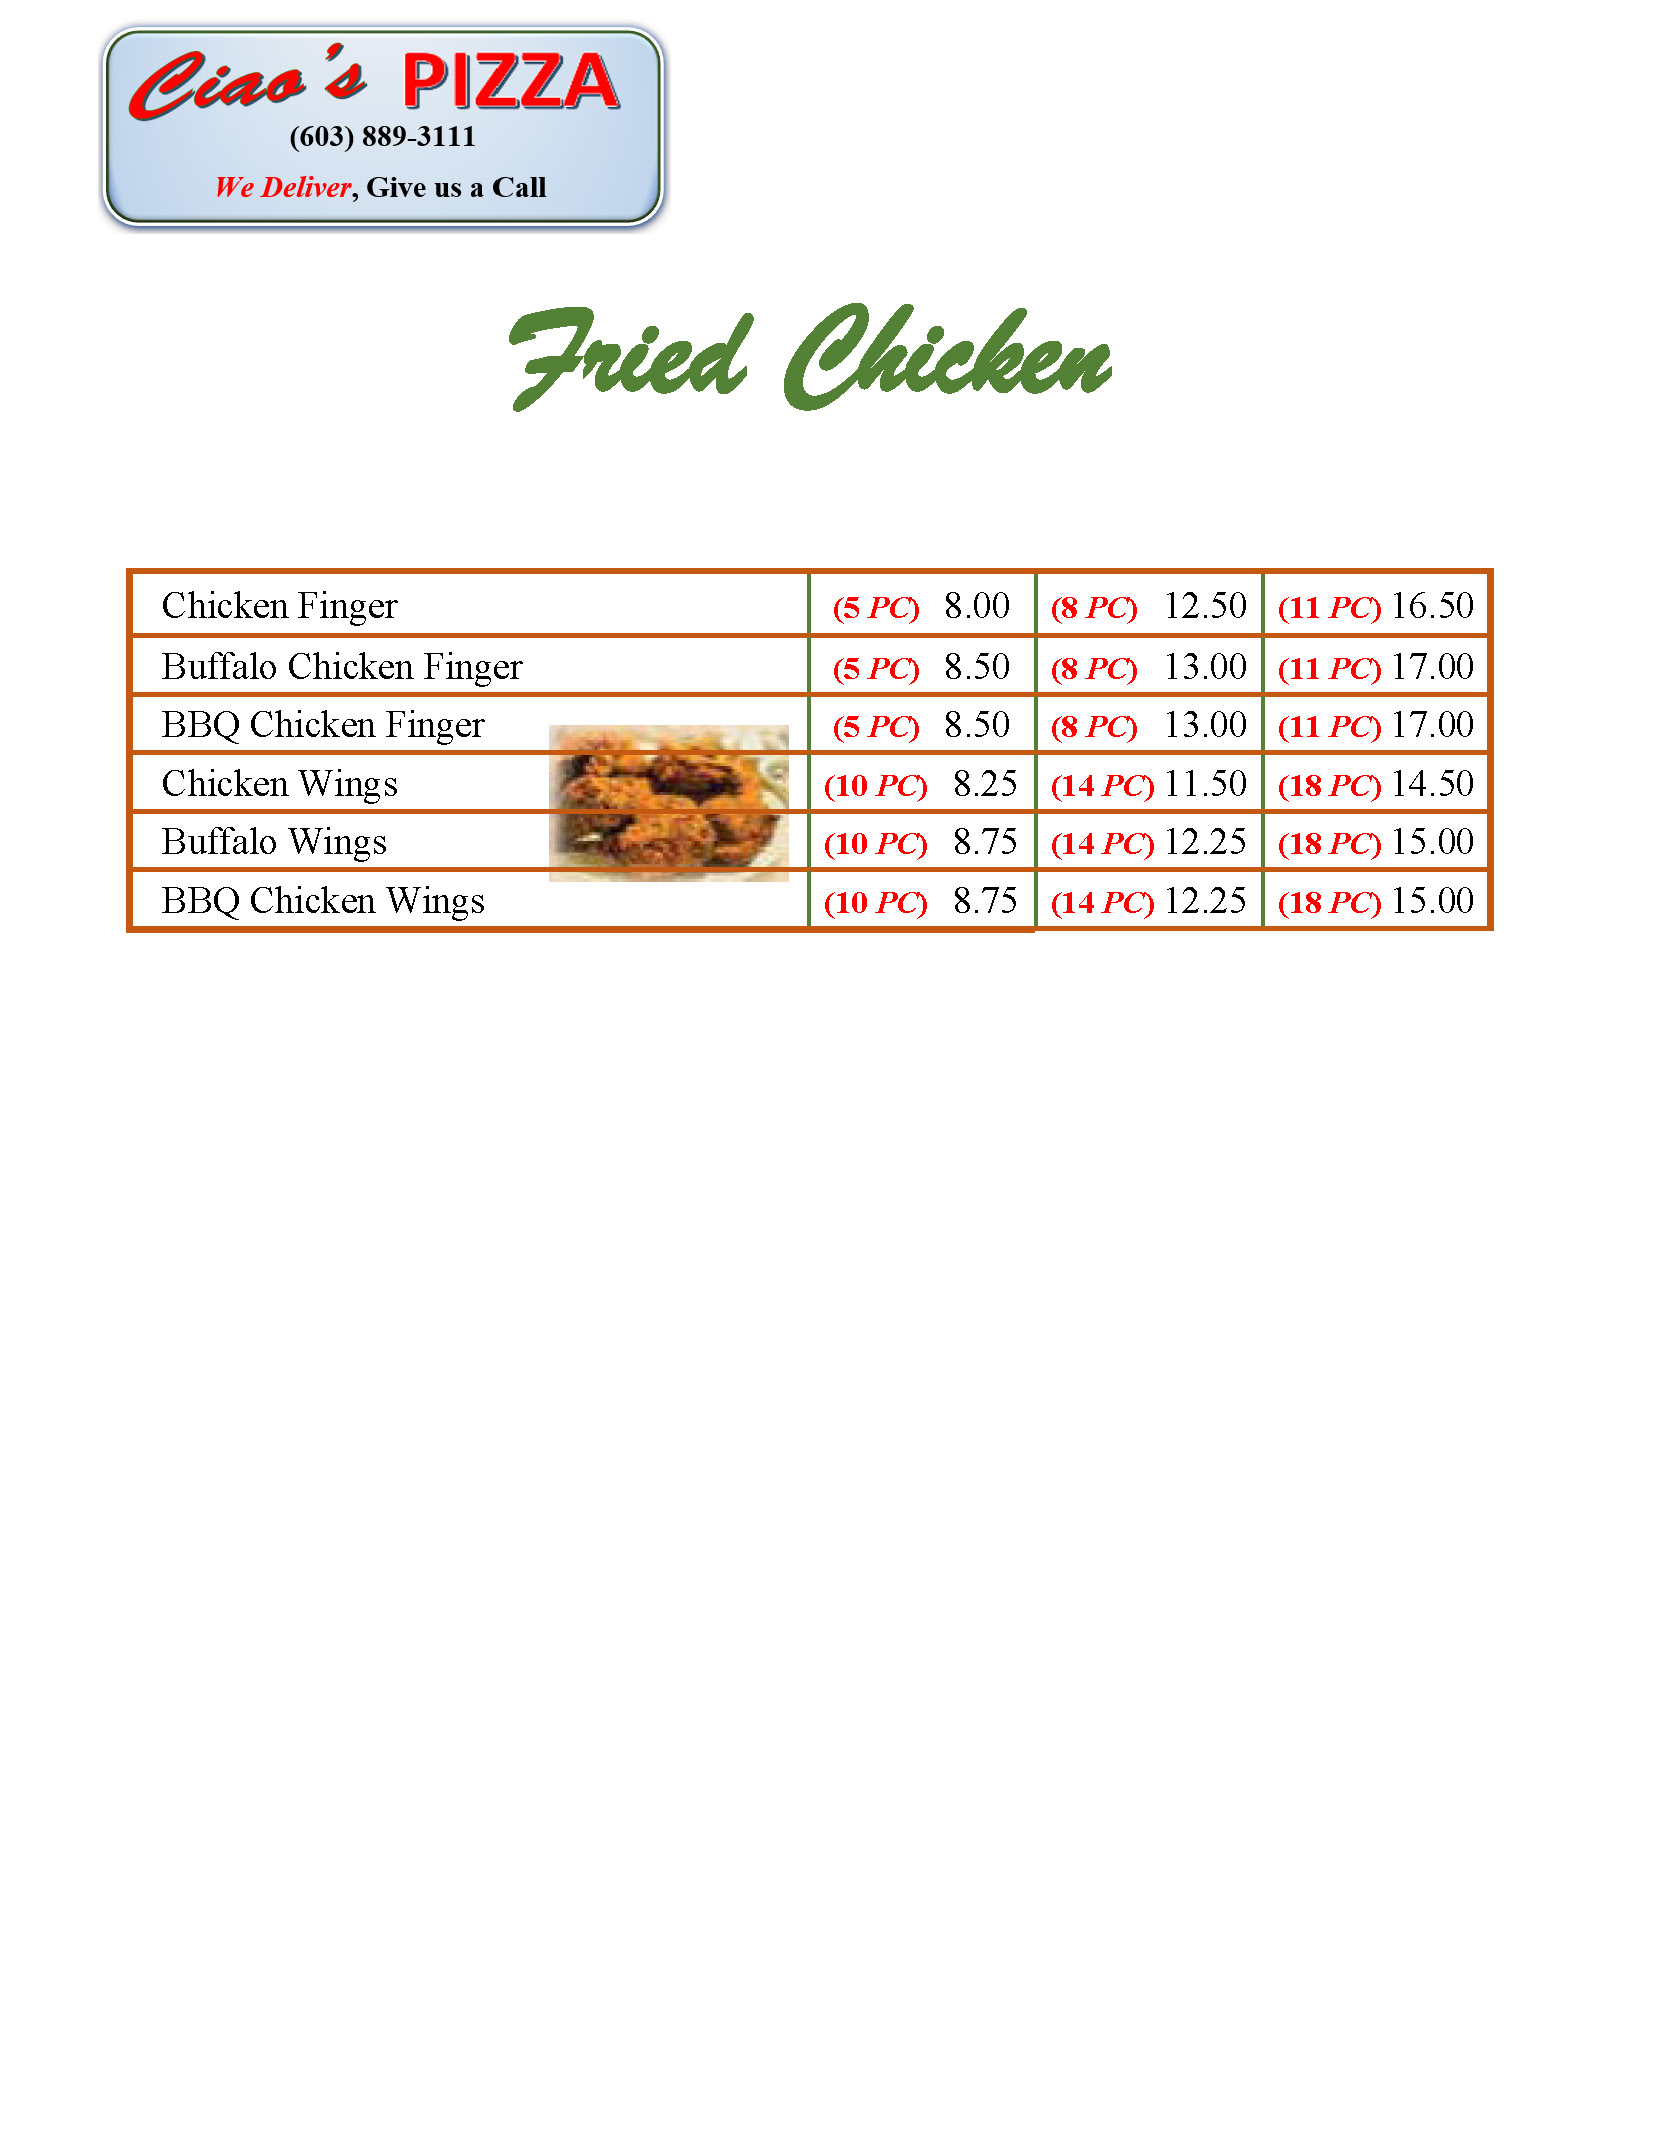 Ciao's PIZZA
(603) 889-3111
We Deliver, Give us a Call
Fried Chicken
Chicken Finger (5 PC) 8.00 (8 PC) 12.50 (11 PC) 16.50
Buffalo Chicken Finger (5 PC) 8.50 (8 PC) 13.00 (11 PC) 17.00
BBQ Chicken Finger (5 PC) 8.50 (8 PC) 13.00 (11 PC) 17.00
Chicken Wings (10 PC) 8.25 (14 PC) 11.50 (18 PC) 14.50
Buffalo Wings (10 PC) 8.75 (14 PC) 12.25 (18 PC) 15.00
BBQ Chicken Wings (10 PC) 8.75 (14 PC) 12.25 (18 PC) 15.00